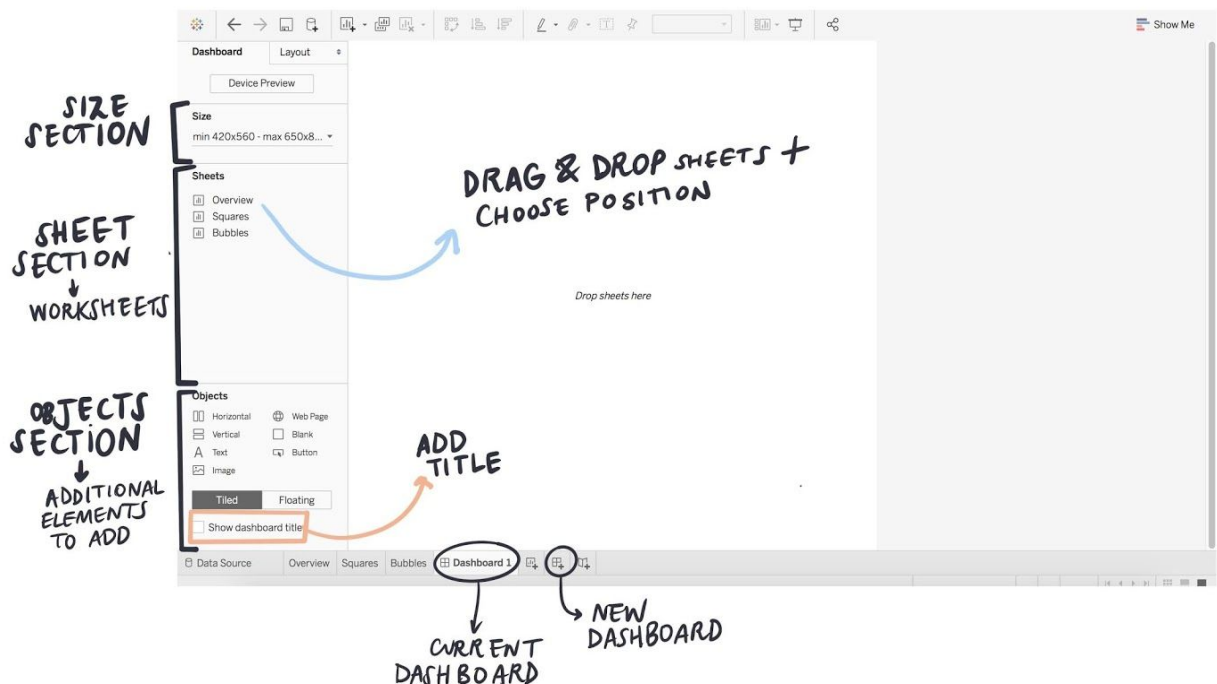 Show Me
Dashboard
Layout
Device Preview
SIZE
SECTION
Size
min 420x560 - max 650x8...
DRAG & DROP SHEETS +
CHOOSE POSITION
Sheets
Overview
Squares
Bubbles
SHEET
SECTION
WORKSHEETS
Drop sheets here
OBJECTS
SECTION
ADDITIONAL
ELEMENTS
TO ADD
Objects
Horizontal
Web Page
Vertical
Blank
Text
Button
Image
ADD
TITLE
Tiled
Floating
Show dashboard title
Data Source
Overview
Squares
Bubbles
Dashboard 1
CURRENT
DASHBOARD
NEW
DASHBOARD